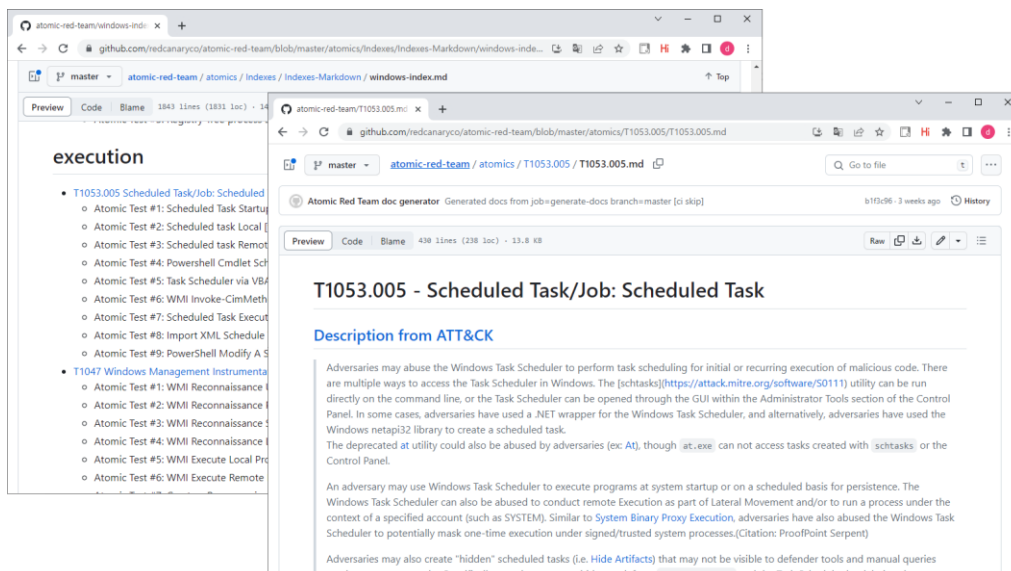 atomic-red-team/windows-inde
github.com/redcanaryco/atomic-red-team/blob/master/atomics/Indexes/Indexes-Markdown/windows-inde...
Hi
d
master
atomic-red-team / atomics / Indexes / Indexes-Markdown / windows-index.md
Top
Preview Code Blame 1843 lines (1831 loc)
execution
T1053.005 Scheduled Task/Job: Scheduled
Atomic Test #1: Scheduled Task Startu
Atomic Test #2: Scheduled task Local [
Atomic Test #3: Scheduled task Remot
Atomic Test #4: Powershell Cmdlet Sch
Atomic Test #5: Task Scheduler via VBA
Atomic Test #6: WMI Invoke-CimMeth
Atomic Test #7: Scheduled Task Execut
Atomic Test #8: Import XML Schedule
Atomic Test #9: PowerShell Modify A S
T1047 Windows Management Instrumenta
Atomic Test #1: WMI Reconnaissance
Atomic Test #2: WMI Reconnaissance
Atomic Test #3: WMI Reconnaissance
Atomic Test #4: WMI Reconnaissance
Atomic Test #5: WMI Execute Local Pro
Atomic Test #6: WMI Execute Remote
atomic-red-team/T1053.005.md
github.com/redcanaryco/atomic-red-team/blob/master/atomics/T1053.005/T1053.005.md
Hi
d
master
atomic-red-team / atomics / T1053.005 / T1053.005.md
Go to file
t
Atomic Red Team doc generator Generated docs from job=generate-docs branch=master [ci skip]
b1f3c96 · 3 weeks ago
History
Preview Code Blame 430 lines (238 loc) · 13.8 KB
Raw
T1053.005 - Scheduled Task/Job: Scheduled Task
Description from ATT&CK
Adversaries may abuse the Windows Task Scheduler to perform task scheduling for initial or recurring execution of malicious code. There
are multiple ways to access the Task Scheduler in Windows. The [schtasks](https://attack.mitre.org/software/S0111) utility can be run
directly on the command line, or the Task Scheduler can be opened through the GUI within the Administrator Tools section of the Control
Panel. In some cases, adversaries have used a .NET wrapper for the Windows Task Scheduler, and alternatively, adversaries have used the
Windows netapi32 library to create a scheduled task.
The deprecated at utility could also be abused by adversaries (ex: At), though at.exe can not access tasks created with schtasks or the
Control Panel.
An adversary may use Windows Task Scheduler to execute programs at system startup or on a scheduled basis for persistence. The
Windows Task Scheduler can also be abused to conduct remote Execution as part of Lateral Movement and/or to run a process under the
context of a specified account (such as SYSTEM). Similar to System Binary Proxy Execution, adversaries have also abused the Windows Task
Scheduler to potentially mask one-time execution under signed/trusted system processes.(Citation: ProofPoint Serpent)
Adversaries may also create "hidden" scheduled tasks (i.e. Hide Artifacts) that may not be visible to defender tools and manual queries